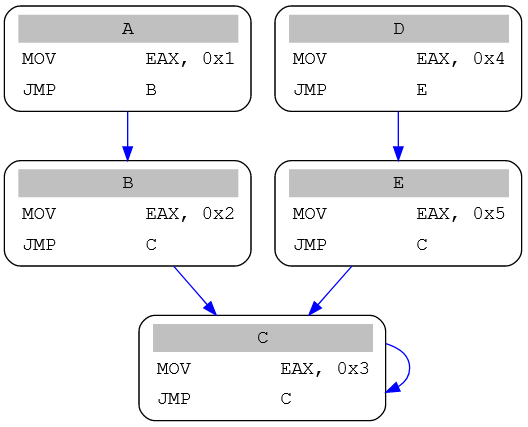 A
MOV EAX, 0x1
JMP B
D
MOV EAX, 0x4
JMP E
B
MOV EAX, 0x2
JMP C
E
MOV EAX, 0x5
JMP C
C
MOV EAX, 0x3
JMP C